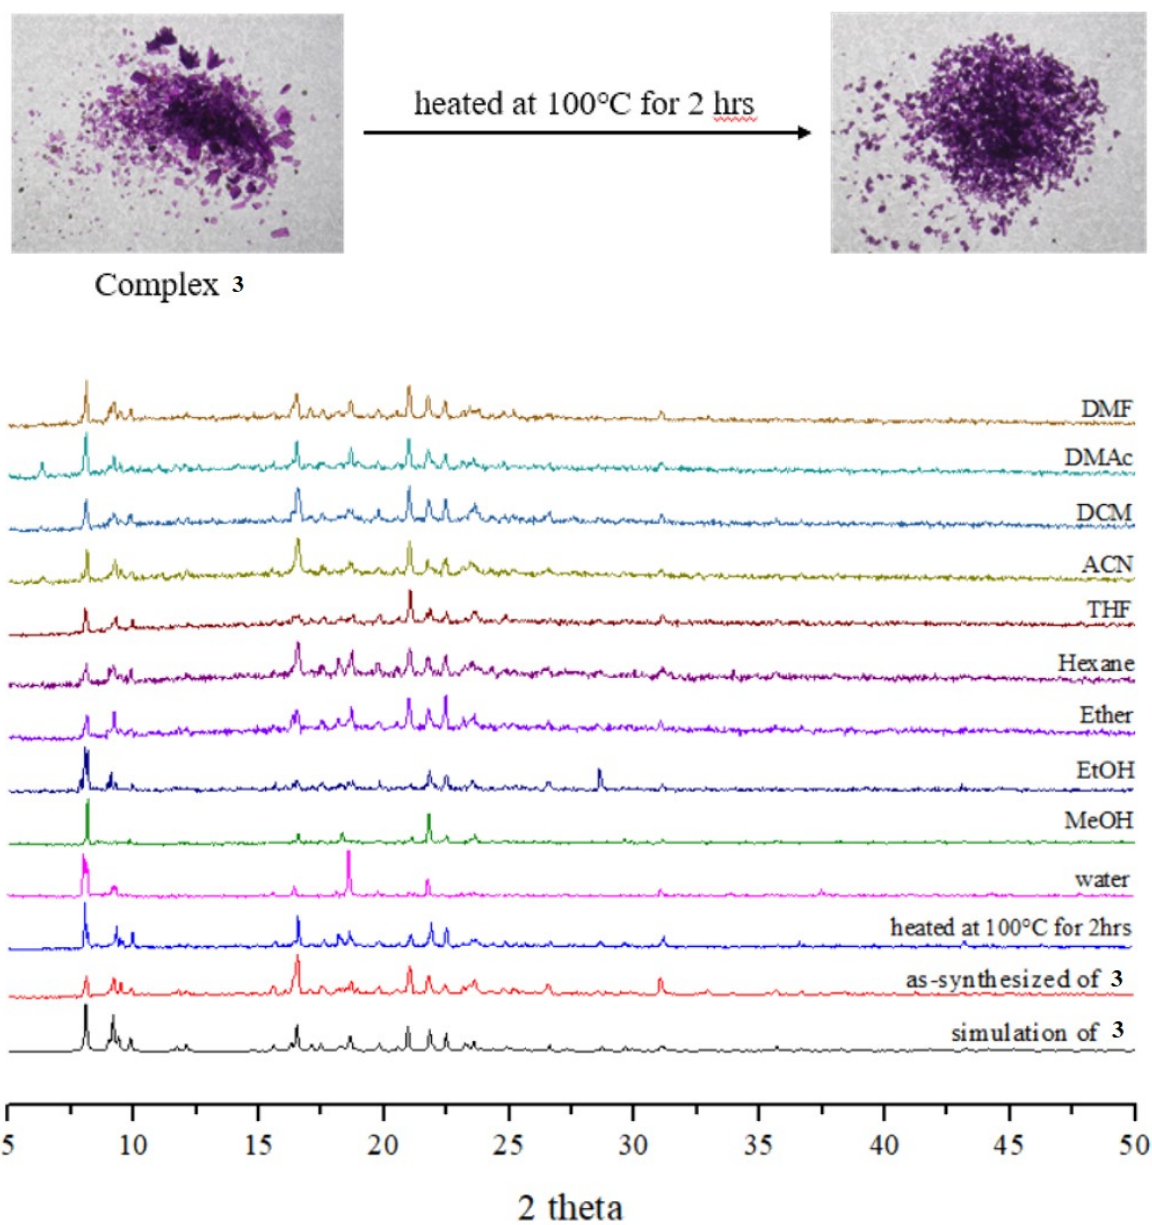 heated at 100°C for 2 hrs
Complex 3
DMF
DMAc
DCM
ACN
THF
Hexane
Ether
EtOH
MeOH
water
heated at 100°C for 2hrs
as-synthesized of 3
simulation of 3
5 10 15 20 25 30 35 40 45 50
2 theta